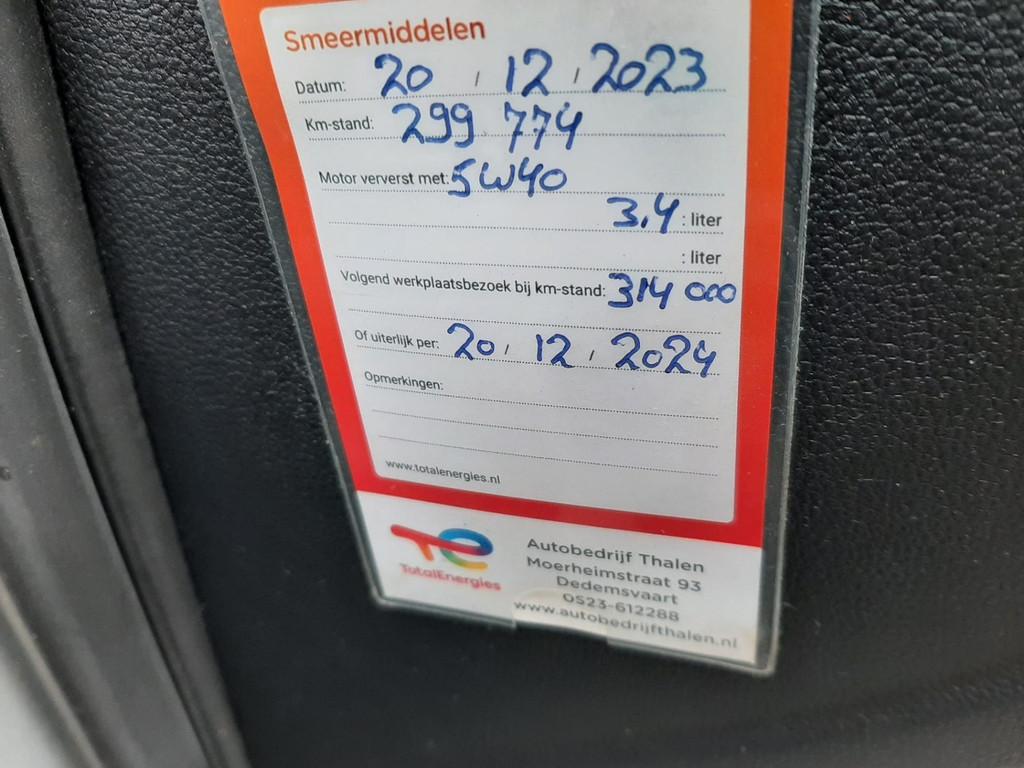 Smeermiddelen
Datum: 20 / 12 / 2023
Km-stand: 299 774
Motor ververst met: 5W40
3,4 : liter
: liter
Volgend werkplaatsbezoek bij km-stand: 314 000
Of uiterlijk per: 20 / 12 / 2024
Opmerkingen:
www.totalenergies.nl
TotalEnergies
Autobedrijf Thalen
Moerheimstraat 93
Dedemsvaart
0523-612288
www.autobedrijfthalen.nl